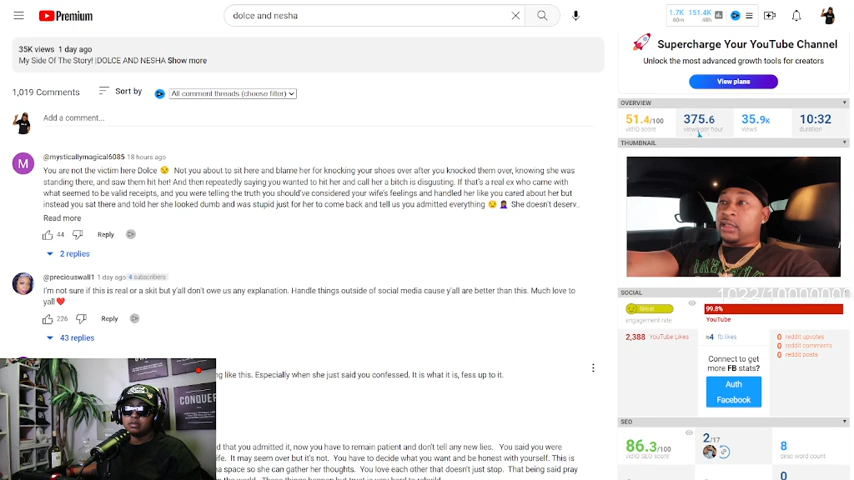 Premium
dolce and nesha
1.7K
151.4K
60m
48h
35K views 1 day ago
My Side Of The Story! |DOLCE AND NESHA Show more
1,019 Comments
Sort by
All comment threads (choose filter)
Add a comment...
M
@mysticallymagical6085 18 hours ago
You are not the victim here Dolce 😒 Not you about to sit here and blame her for knocking your shoes over after you knocked them over, knowing she was
standing there, and saw them hit her! And then repeatedly saying you wanted to hit her and call her a bitch is disgusting. If that's a real ex who came with
what seemed to be valid receipts, and you were telling the truth you should've considered your wife's feelings and handled her like you cared about her but
instead you sat there and told her she looked dumb and was stupid just for her to come back and tell us you admitted everything 😒 🤦🏾‍♀️ She doesn't deserv..
Read more
44
Reply
2 replies
@preciouswall1 1 day ago 4 subscribers
I'm not sure if this is real or a skit but y'all don't owe us any explanation. Handle things outside of social media cause y'all are better than this. Much love to
yall ❤️
226
Reply
43 replies
ng like this. Especially when she just said you confessed. It is what it is, fess up to it.
d that you admitted it, now you have to remain patient and don't tell any new lies. You said you were
ife. It may seem over but it's not. You have to decide what you want and be honest with yourself. This is
a space so she can gather her thoughts. You love each other that doesn't just stop. That being said pray
CONQUER
Supercharge Your YouTube Channel
Unlock the most advanced growth tools for creators
View plans
OVERVIEW
51.4/100
vidIQ score
375.6
views per hour
35.9k
views
10:32
duration
THUMBNAIL
SOCIAL
1022/10000000
engagement rate
99.8%
YouTube
2,388 YouTube Likes
≈4 fb likes
0 reddit upvotes
0 reddit comments
0 reddit posts
Connect to get
more FB stats?
Auth
Facebook
SEO
86.3/100
vidIQ SEO score
2/17
8
desc word count
0